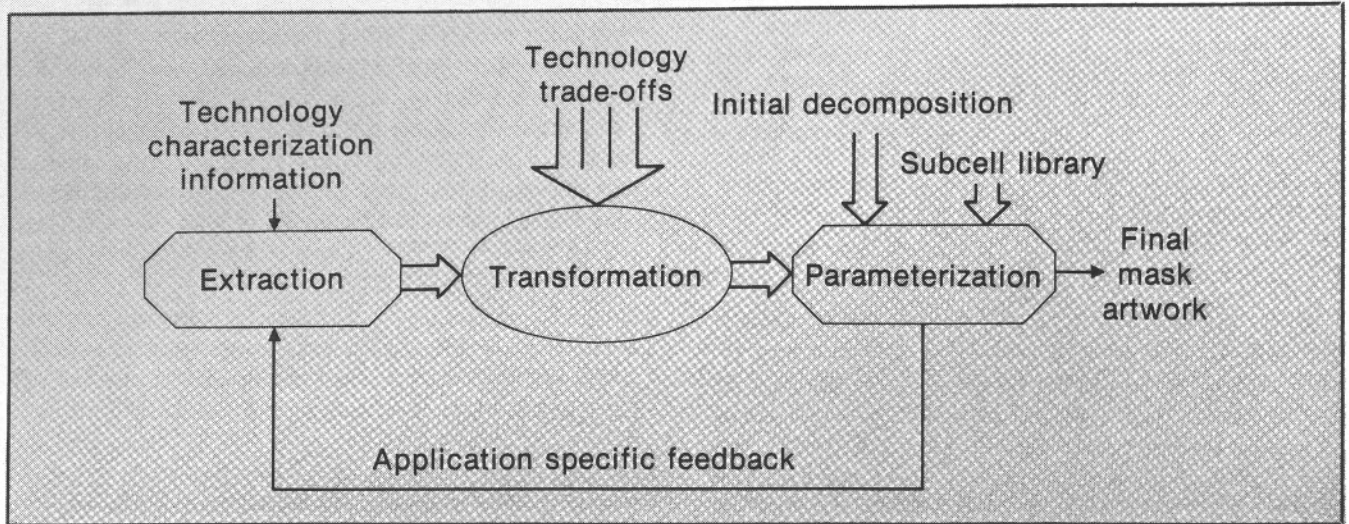 Technology
trade-offs
Initial decomposition
Technology
characterization
information
Subcell library
Extraction
Transformation
Parameterization
Final
mask
artwork
Application specific feedback